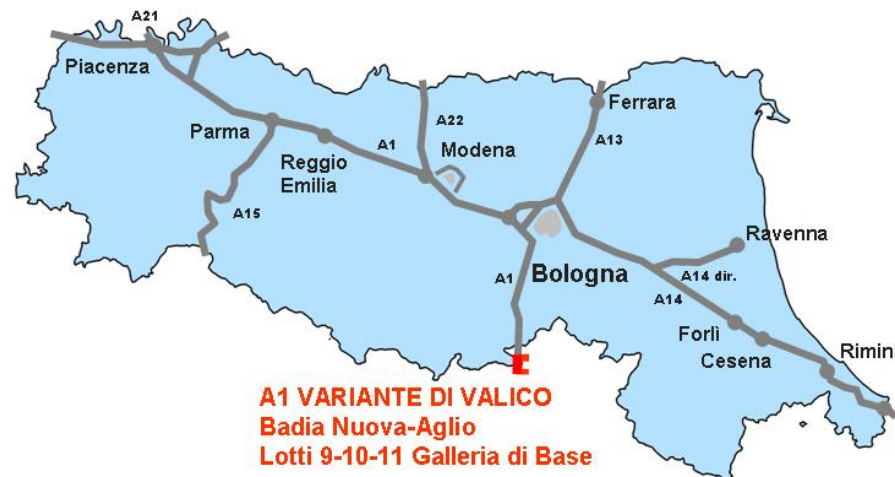 A21
Piacenza
Ferrara
Parma
A22
A13
A1
Modena
Reggio
Emilia
A15
Ravenna
A1
Bologna
A14 dir.
A14
Forlì
Cesena
Rimin
A1 VARIANTE DI VALICO
Badia Nuova-Aglio
Lotti 9-10-11 Galleria di Base